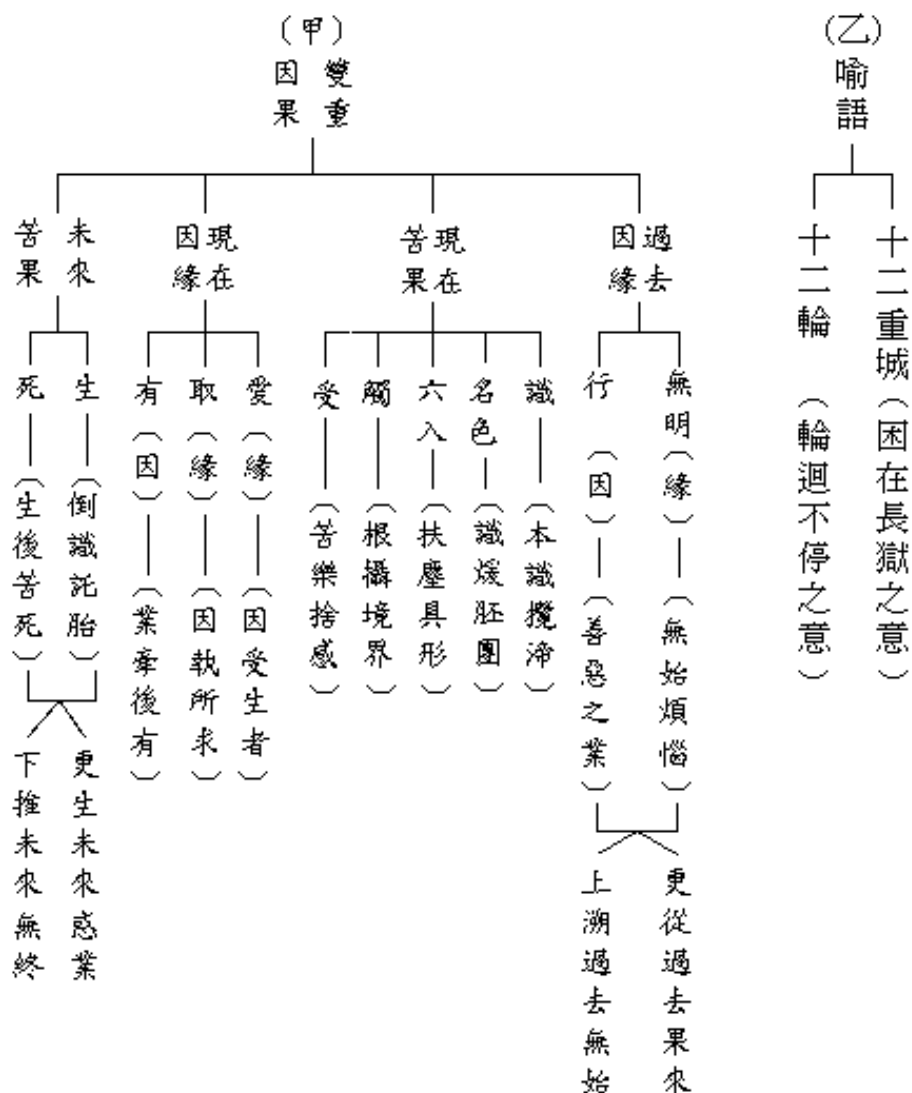 （甲）
雙重
因果
過去
因緣
無明（緣）
（無始煩惱）
行（因）
（善惡之業）
更從過去果來
上溯過去無始
現在
苦果
識
（本識攬渧）
名色
（識煖胚團）
六入
（扶塵具形）
觸
（根攝境界）
受
（苦樂捨感）
現在
因緣
愛（緣）
（因受生者）
取（緣）
（因執所求）
有（因）
（業牽後有）
未來
苦果
生
（倒識託胎）
死
（生後苦死）
更生未來惑業
下推未來無終
（乙）
喻語
十二重城（困在長獄之意）
十二輪（輪迴不停之意）